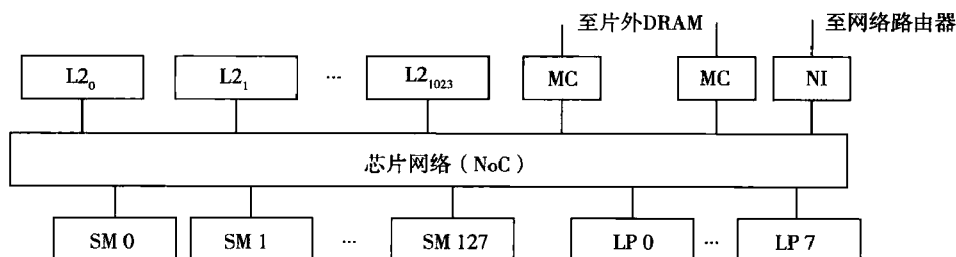 至片外DRAM 至网络路由器
L2₀ L2₁ … L2₁₀₂₃ MC MC NI
芯片网络（NoC）
SM 0 SM 1 … SM 127 LP 0 … LP 7